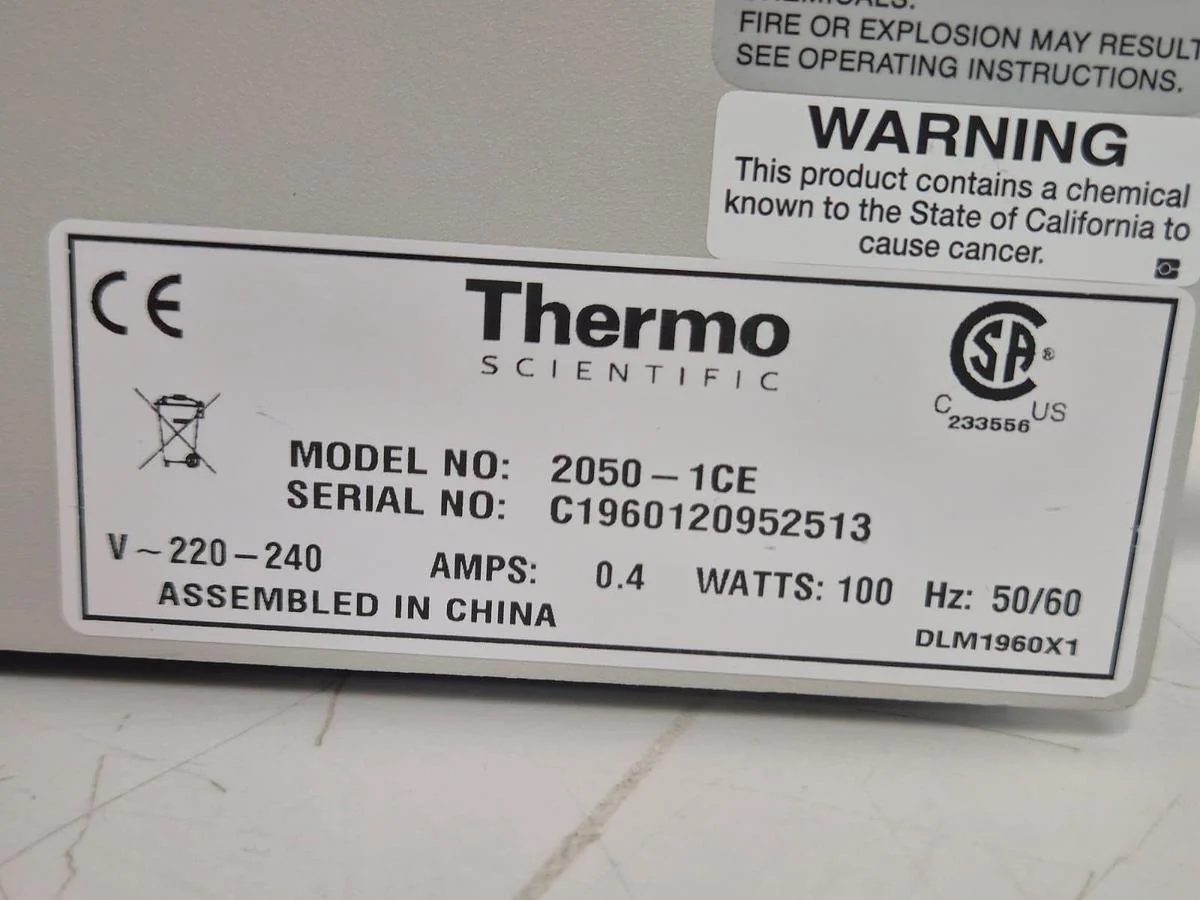 CHEMICALS.
FIRE OR EXPLOSION MAY RESULT
SEE OPERATING INSTRUCTIONS.
WARNING
This product contains a chemical
known to the State of California to
cause cancer.
CE
Thermo
SCIENTIFIC
SA®
C US
233556
MODEL NO: 2050-1CE
SERIAL NO: C1960120952513
V~220-240 AMPS: 0.4 WATTS: 100 Hz: 50/60
ASSEMBLED IN CHINA
DLM1960X1